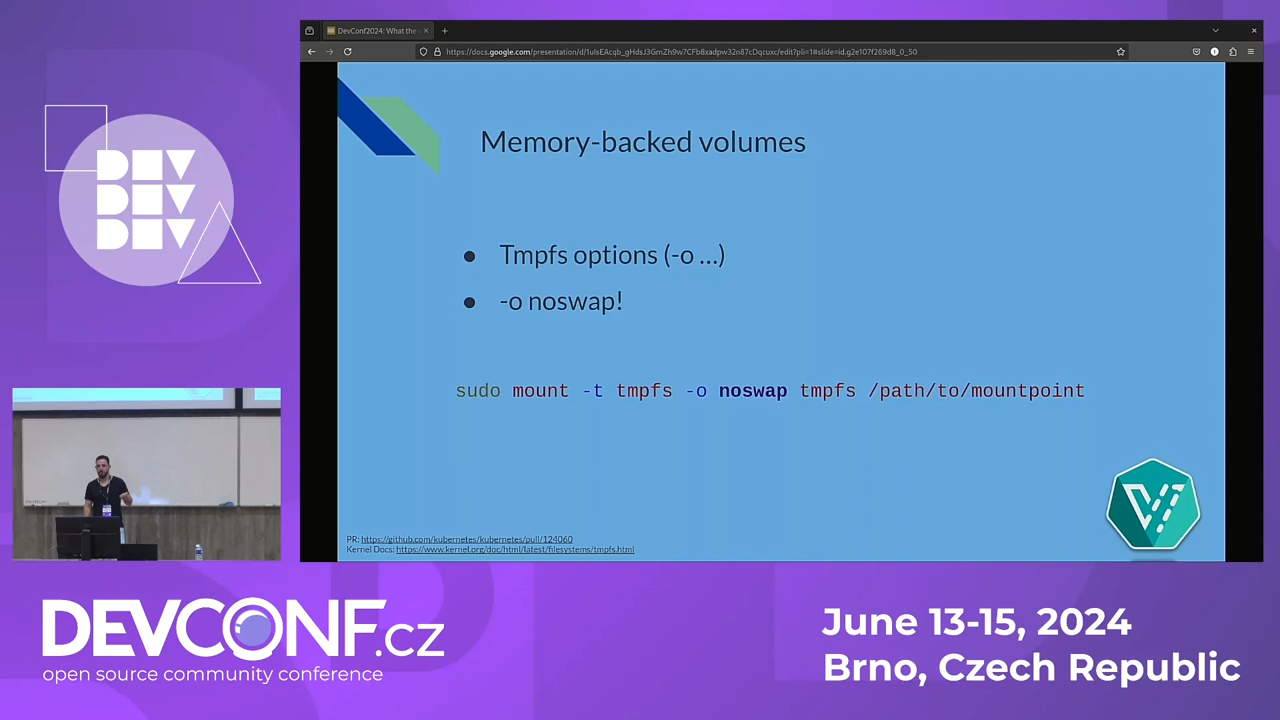 DevConf2024: What the
https://docs.google.com/presentation/d/1uIsEAcqb_gHdsJ3GmZh9w7CFb8xadpw32n87cDqcuxc/edit?pli=1#slide=id.g2e107f269d8_0_50
Memory-backed volumes
Tmpfs options (-o ...)
-o noswap!
sudo mount -t tmpfs -o noswap tmpfs /path/to/mountpoint
PR: https://github.com/kubernetes/kubernetes/pull/124060
Kernel Docs: https://www.kernel.org/doc/html/latest/filesystems/tmpfs.html
DEV
DEV
DEV
DEVCONF.cz
open source community conference
June 13-15, 2024
Brno, Czech Republic